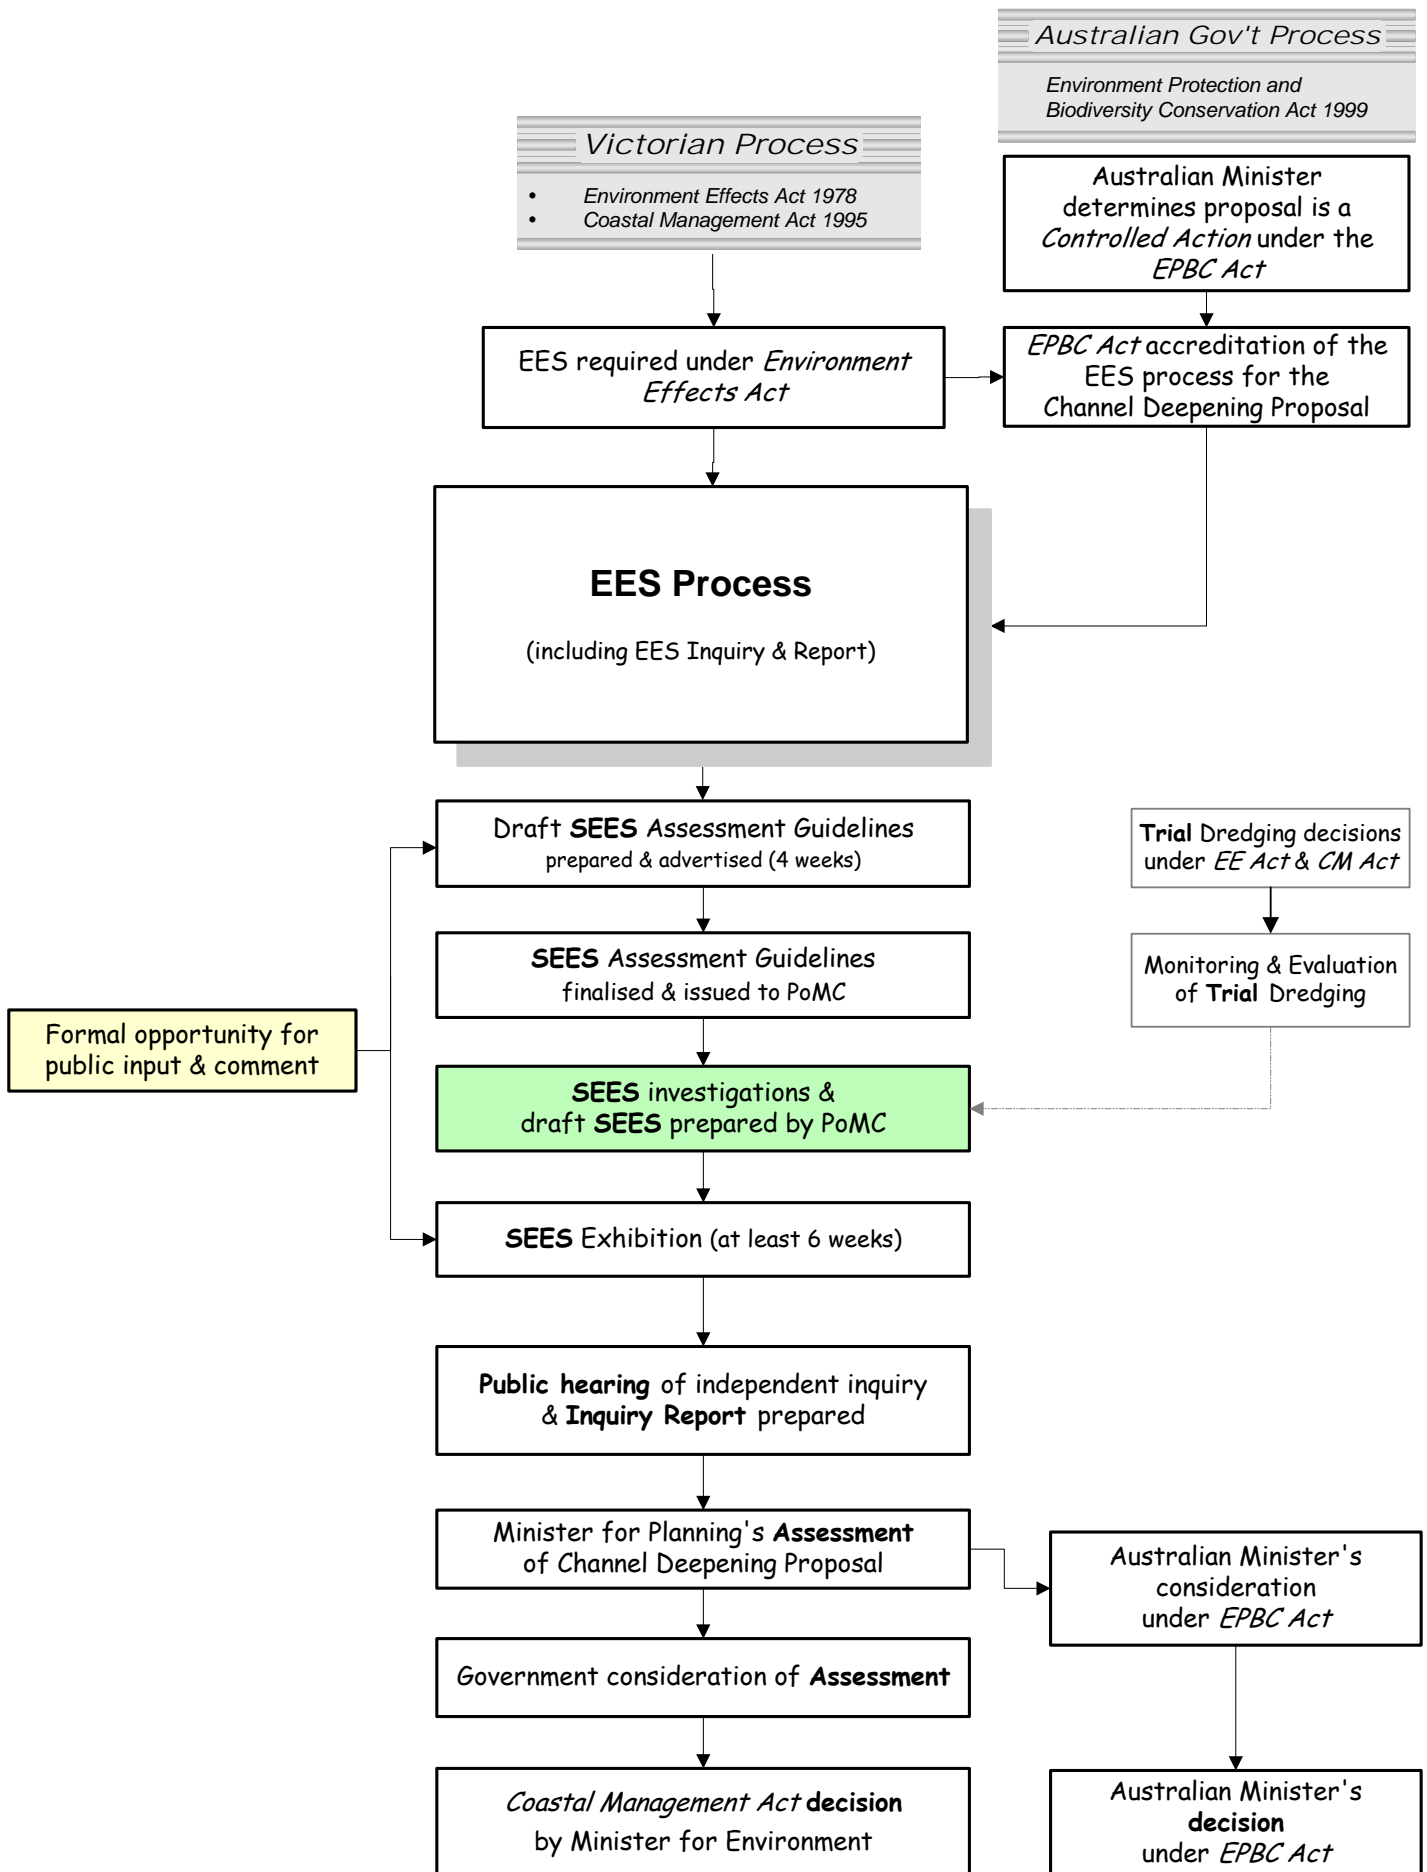 Australian Gov't Process
Environment Protection and
Biodiversity Conservation Act 1999
Victorian Process
• Environment Effects Act 1978
• Coastal Management Act 1995
Australian Minister
determines proposal is a
Controlled Action under the
EPBC Act
EES required under Environment
Effects Act
EPBC Act accreditation of the
EES process for the
Channel Deepening Proposal
EES Process
(including EES Inquiry & Report)
Draft SEES Assessment Guidelines
prepared & advertised (4 weeks)
Trial Dredging decisions
under EE Act & CM Act
SEES Assessment Guidelines
finalised & issued to PoMC
Monitoring & Evaluation
of Trial Dredging
Formal opportunity for
public input & comment
SEES investigations &
draft SEES prepared by PoMC
SEES Exhibition (at least 6 weeks)
Public hearing of independent inquiry
& Inquiry Report prepared
Minister for Planning's Assessment
of Channel Deepening Proposal
Australian Minister's
consideration
under EPBC Act
Government consideration of Assessment
Coastal Management Act decision
by Minister for Environment
Australian Minister's
decision
under EPBC Act